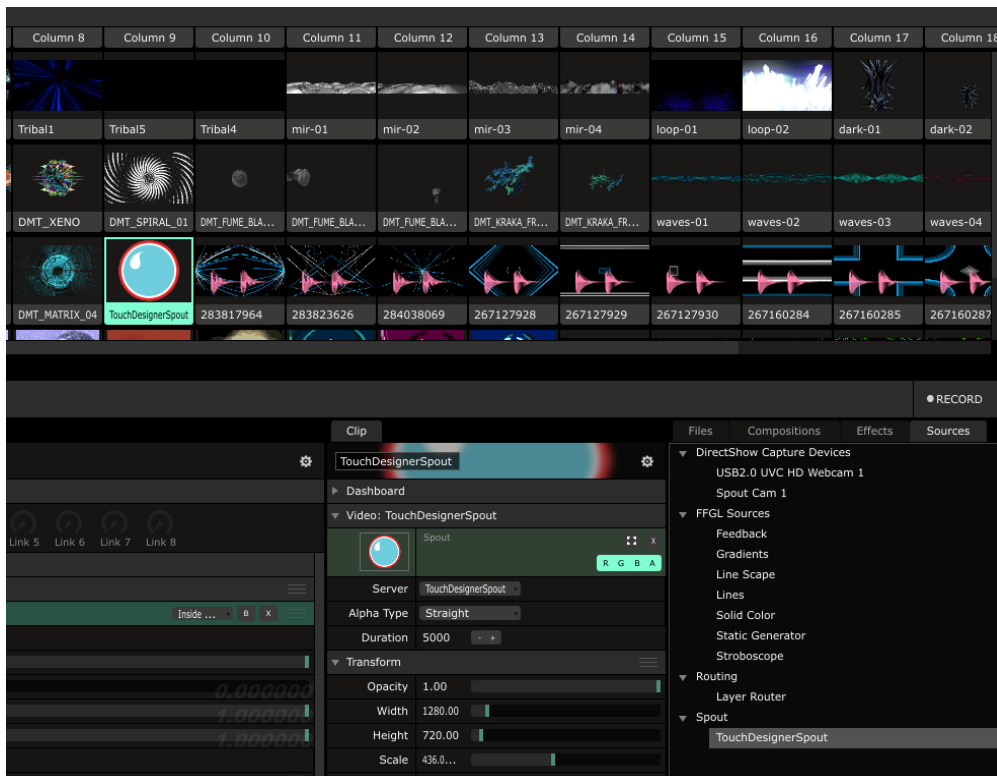 Column 8 Column 9 Column 10 Column 11 Column 12 Column 13 Column 14 Column 15 Column 16 Column 17 Column 18
Tribal1 Tribal5 Tribal4 mir-01 mir-02 mir-03 mir-04 loop-01 loop-02 dark-01 dark-02
DMT_XENO DMT_SPIRAL_01 DMT_FUME_BLA... DMT_FUME_BLA... DMT_FUME_BLA... DMT_KRAKA_FR... DMT_KRAKA_FR... waves-01 waves-02 waves-03 waves-04
DMT_MATRIX_04 TouchDesignerSpout 283817964 283823626 284038069 267127928 267127929 267127930 267160284 267160285 267160287
RECORD
Clip
Files Compositions Effects Sources
TouchDesignerSpout
Dashboard
Video: TouchDesignerSpout
Spout
X
R G B A
Server TouchDesignerSpout
Alpha Type Straight
Duration 5000 - +
Transform
Opacity 1.00
Width 1280.00
Height 720.00
Scale 436.0...
Link 5 Link 6 Link 7 Link 8
Inside ... B X
0.000000
1.000000
1.000000
DirectShow Capture Devices
USB2.0 UVC HD Webcam 1
Spout Cam 1
FFGL Sources
Feedback
Gradients
Line Scape
Lines
Solid Color
Static Generator
Stroboscope
Routing
Layer Router
Spout
TouchDesignerSpout